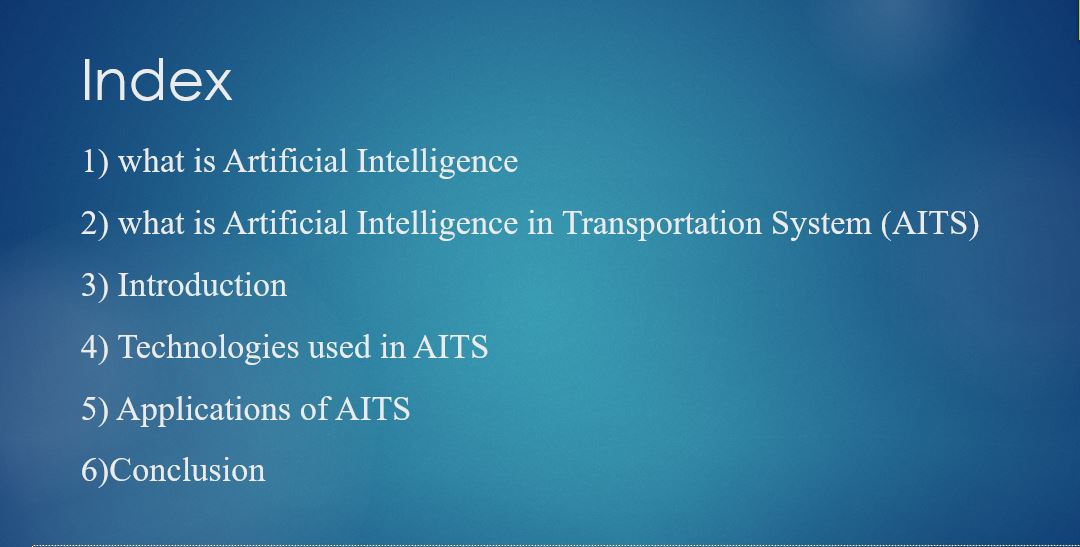 Index
1) what is Artificial Intelligence
2) what is Artificial Intelligence in Transportation System (AITS)
3) Introduction
4) Technologies used in AITS
5) Applications of AITS
6)Conclusion